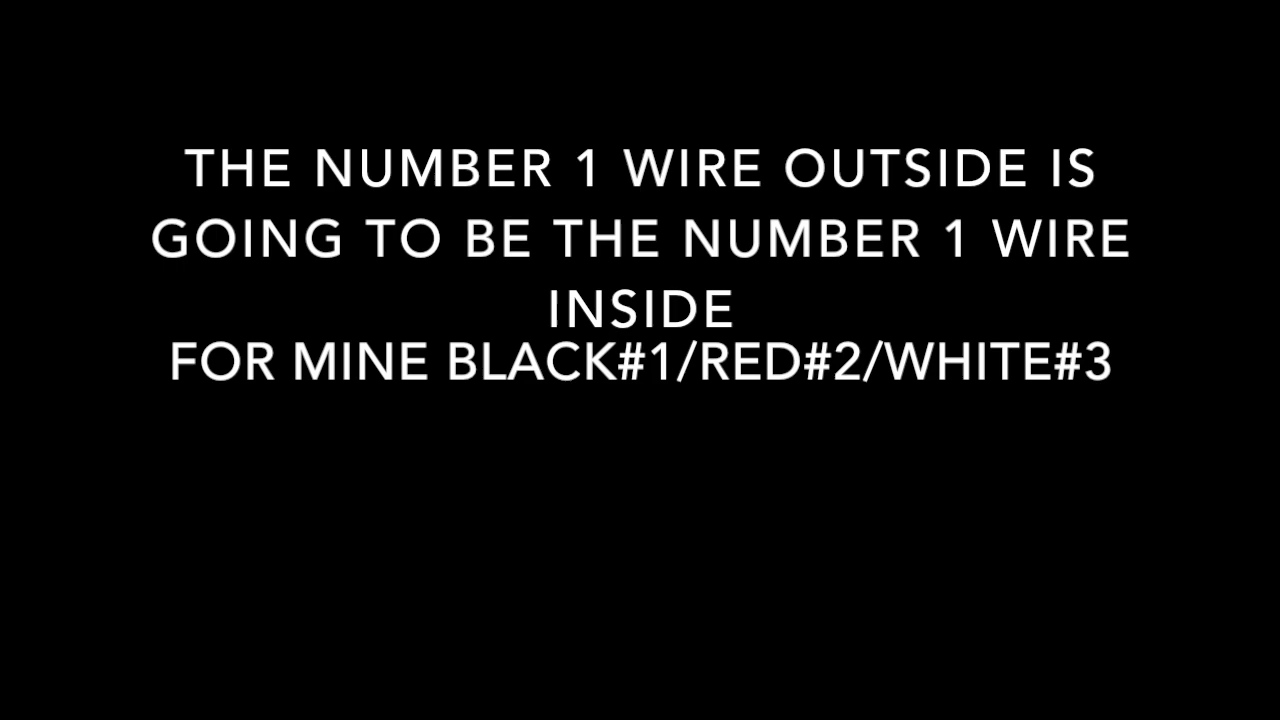 THE NUMBER 1 WIRE OUTSIDE IS
GOING TO BE THE NUMBER 1 WIRE
INSIDE
FOR MINE BLACK#1/RED#2/WHITE#3